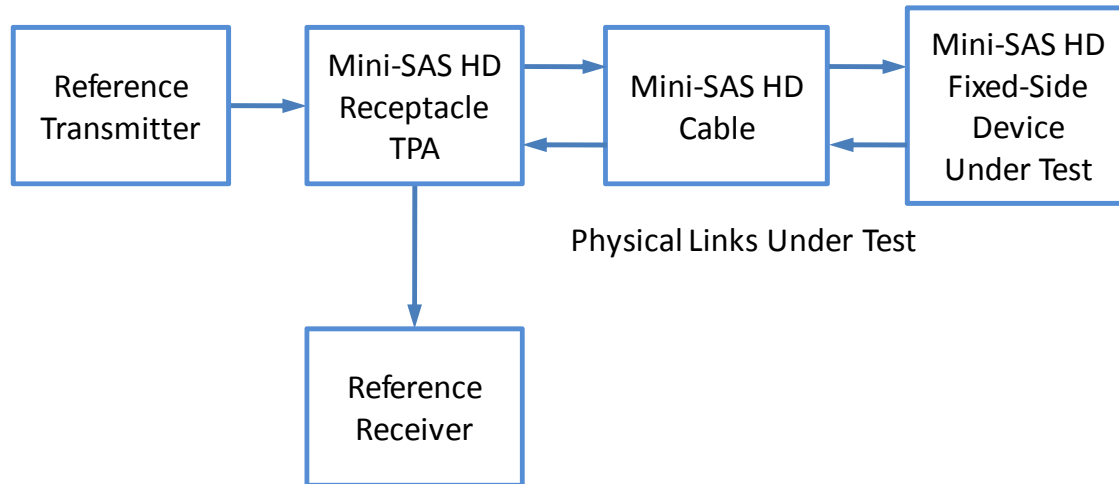 Reference
Transmitter
Mini-SAS HD
Receptacle
TPA
Mini-SAS HD
Cable
Mini-SAS HD
Fixed-Side
Device
Under Test
Physical Links Under Test
Reference
Receiver